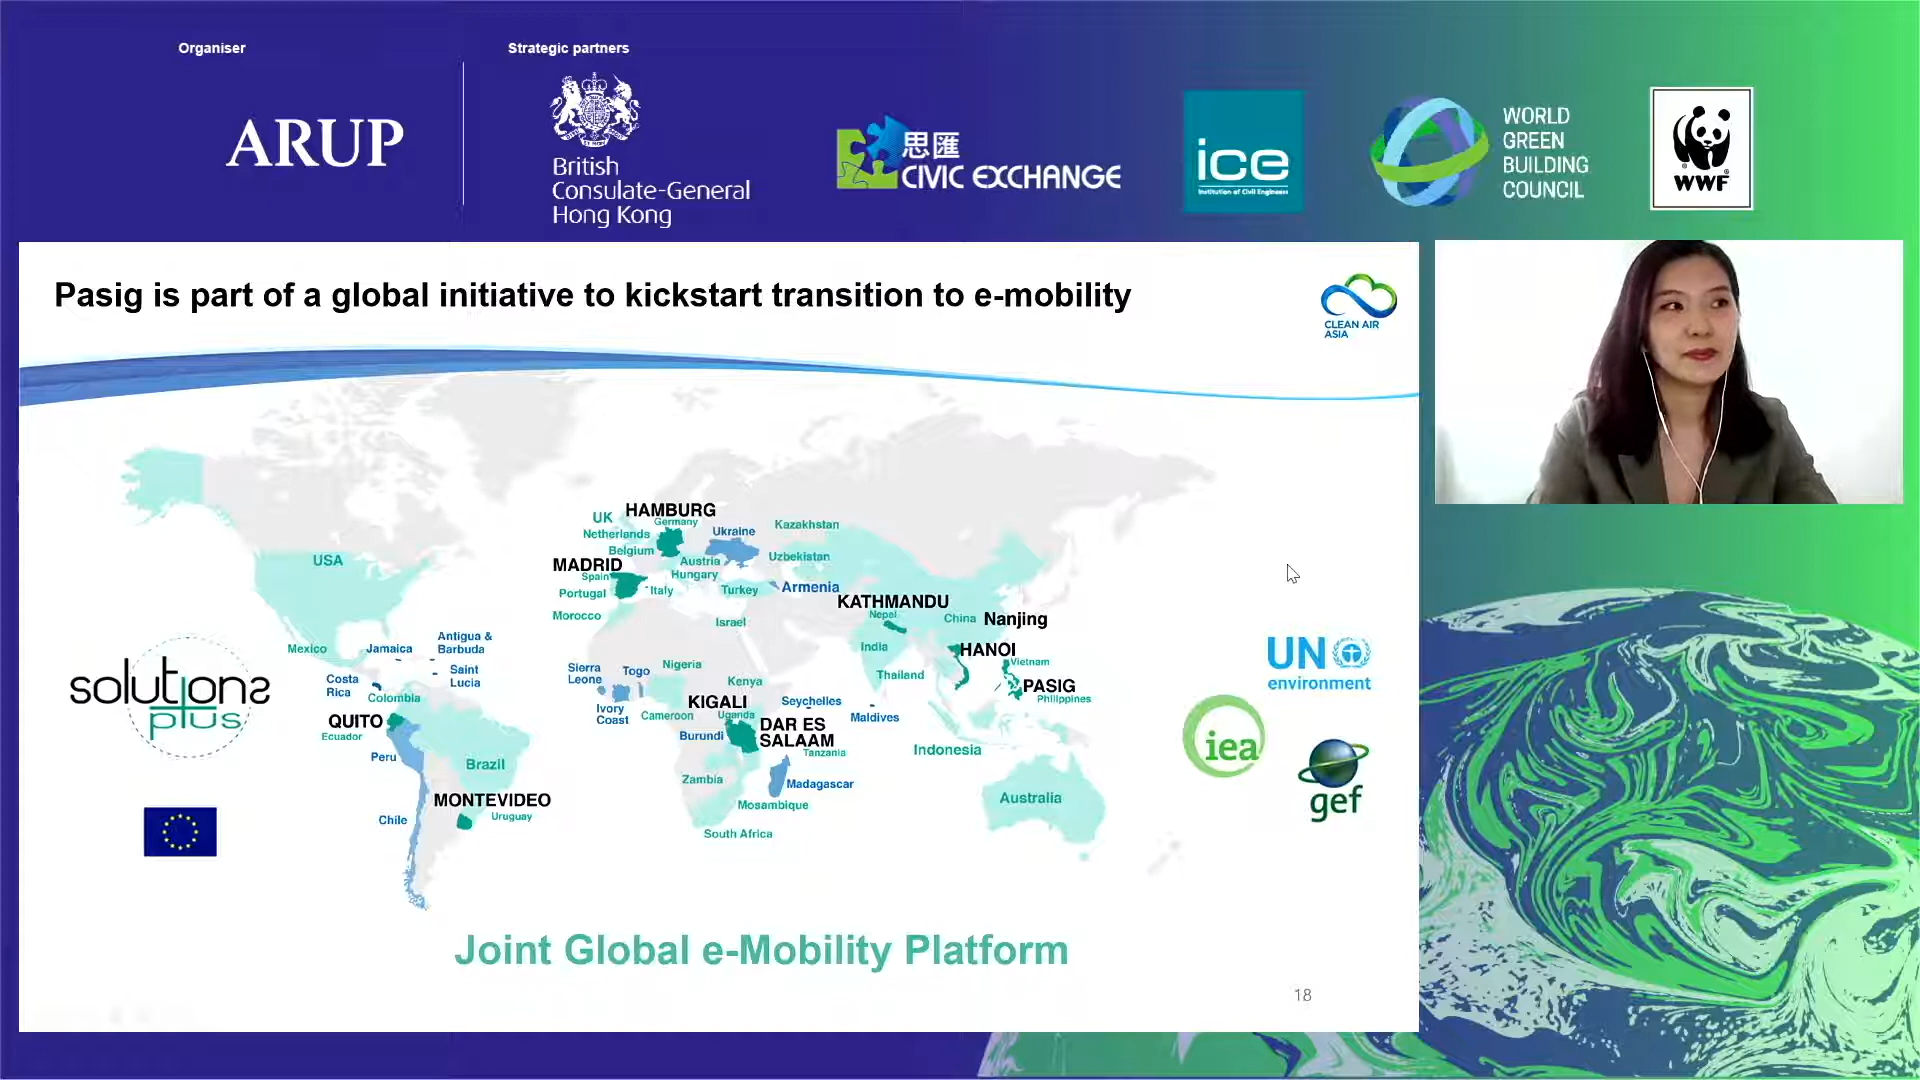 Organiser
Strategic partners
ARUP
British
Consulate-General
Hong Kong
思匯
CIVIC EXCHANGE
ice
Institution of Civil Engineers
WORLD
GREEN
BUILDING
COUNCIL
WWF
Pasig is part of a global initiative to kickstart transition to e-mobility
CLEAN AIR
ASIA
HAMBURG
UK
Germany
Netherlands
Ukraine
Kazakhstan
Belgium
MADRID
Austria
Uzbekistan
USA
Spain
Hungary
Portugal
Italy
Turkey
Armenia
KATHMANDU
Morocco
Israel
Nepal
China
Nanjing
Mexico
Jamaica
Antigua &
Barbuda
India
HANOI
Vietnam
Costa
Rica
Saint
Lucia
Sierra
Leone
Togo
Nigeria
Kenya
Thailand
PASIG
Philippines
Colombia
Ivory
Coast
Cameroon
KIGALI
Uganda
Seychelles
Maldives
QUITO
Ecuador
Burundi
DAR ES
SALAAM
Tanzania
Indonesia
Peru
Brazil
Zambia
Madagascar
MONTEVIDEO
Uruguay
Chile
Mosambique
Australia
South Africa
solutions
plus
UN
environment
iea
gef
Joint Global e-Mobility Platform
18